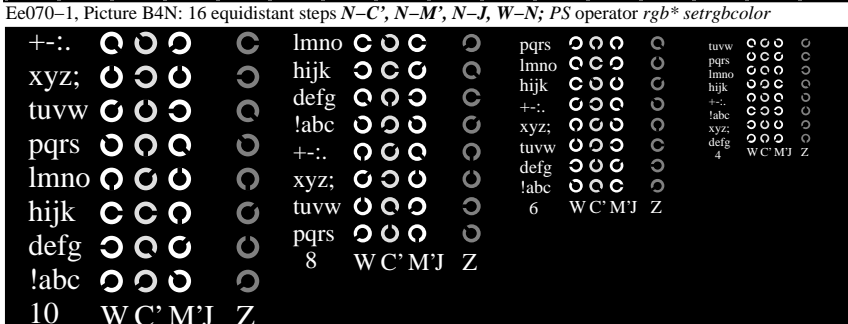 Ee070–1, Picture B4N: 16 equidistant steps N–C’, N–M’, N–J, W–N; PS operator rgb* setrgbcolor
+-:.
xyz;
tuvw
pqrs
lmno
hijk
defg
!abc
10 W C’ M’J Z
lmno
hijk
defg
!abc
+-:.
xyz;
tuvw
pqrs
8 W C’ M’J Z
pqrs
lmno
hijk
+-:.
xyz;
tuvw
defg
!abc
6 W C’ M’J Z
tuvw
pqrs
lmno
hijk
+-:.
!abc
xyz;
defg
4 W C’ M’J Z